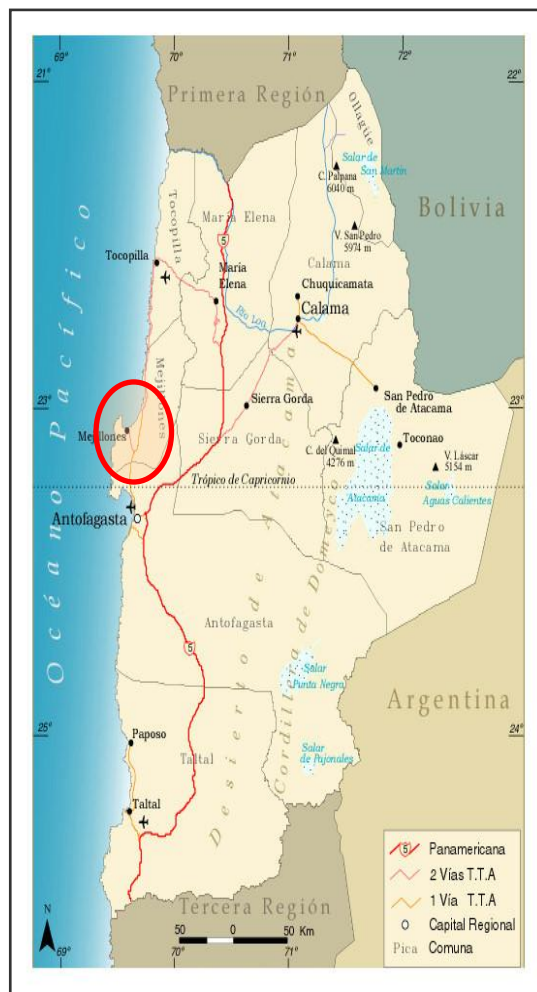 69°
70°
71°
72°
21°
22°
Primera Región
Ollagüe
Salar de
San Martín
C. Palpana
6040 m
Bolivia
Tocopilla
María Elena
V. San Pedro
5974 m
5
Calama
Tocopilla
María
Elena
Chuquicamata
Río Loa
Calama
Océano Pacífico
Mejillones
23°
23°
San Pedro
de Atacama
Sierra Gorda
Mejillones
Sierra Gorda
C. del Quimal
4276 m
Salar de
Atacama
Toconao
V. Láscar
5154 m
Trópico de Capricornio
Salar
Aguas Calientes
Antofagasta
San Pedro
de Atacama
Desierto de Atacama
Cordillera de Domeyco
Antofagasta
5
Salar
Punta Negra
Argentina
25°
24°
Paposo
Taltal
Salar
de Pajonales
Taltal
5 Panamericana
2 Vías T.T.A
1 Vía T.T.A
Capital Regional
Pica Comuna
Tercera Región
N
50 0 50 Km
69°
70°
71°